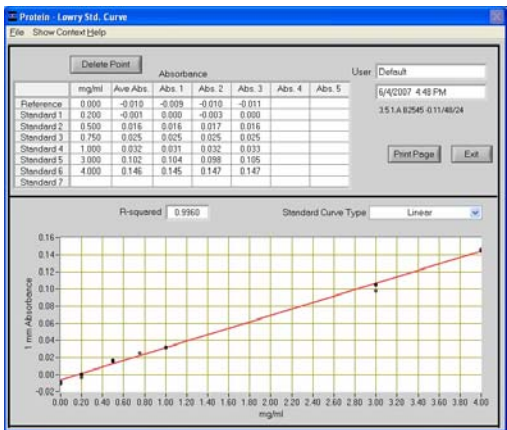 Protein - Lowry Std. Curve
File Show Context Help
Delete Point
Absorbance
User Default
6/4/2007 4:48 PM
3.5.1.A B2545 -0.11/48/24
Print Page Exit
mg/ml Ave Abs. Abs. 1 Abs. 2 Abs. 3 Abs. 4 Abs. 5
Reference 0.000 -0.010 -0.009 -0.010 -0.011
Standard 1 0.200 -0.001 0.000 -0.003 0.000
Standard 2 0.500 0.016 0.016 0.017 0.016
Standard 3 0.750 0.025 0.025 0.025 0.025
Standard 4 1.000 0.032 0.031 0.032 0.033
Standard 5 3.000 0.102 0.104 0.098 0.105
Standard 6 4.000 0.146 0.145 0.147 0.147
Standard 7
R-squared 0.9960 Standard Curve Type Linear
1 mm Absorbance
0.16
0.14
0.12
0.10
0.08
0.06
0.04
0.02
0.00
-0.02
0.00 0.20 0.40 0.60 0.80 1.00 1.20 1.40 1.60 1.80 2.00 2.20 2.40 2.60 2.80 3.00 3.20 3.40 3.60 3.80 4.00
mg/ml